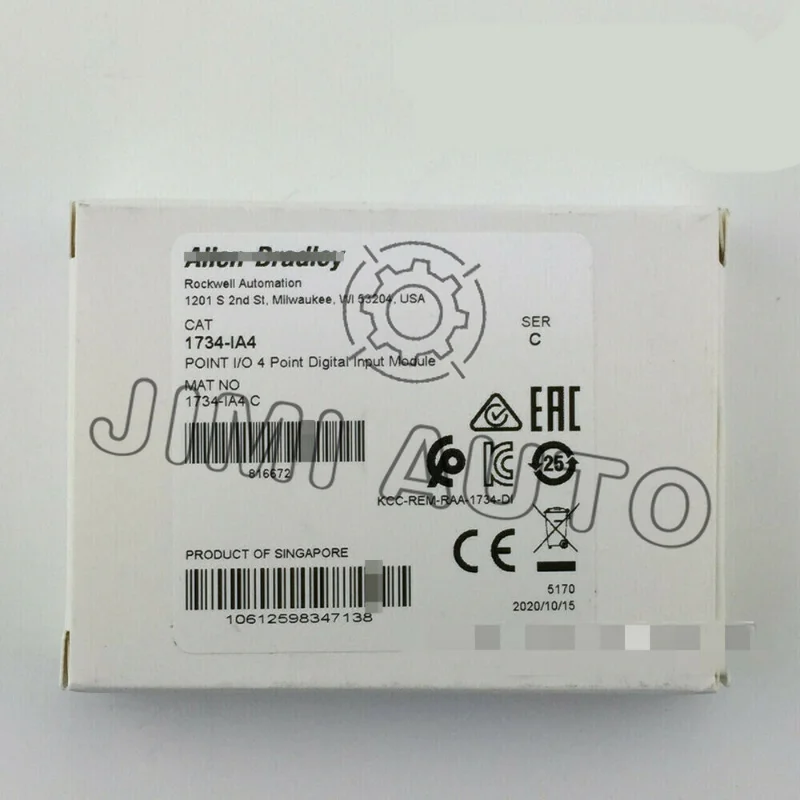 Allen-Bradley
Rockwell Automation
1201 S 2nd St, Milwaukee, WI 53204, USA
CAT
1734-IA4
SER
C
POINT I/O 4 Point Digital Input Module
MAT NO
1734-IA4 C
EAC
JIMI AUTO
816672
25
KC
KCC-REM-RAA-1734-DI
PRODUCT OF SINGAPORE
CE
5170
2020/10/15
10612598347138